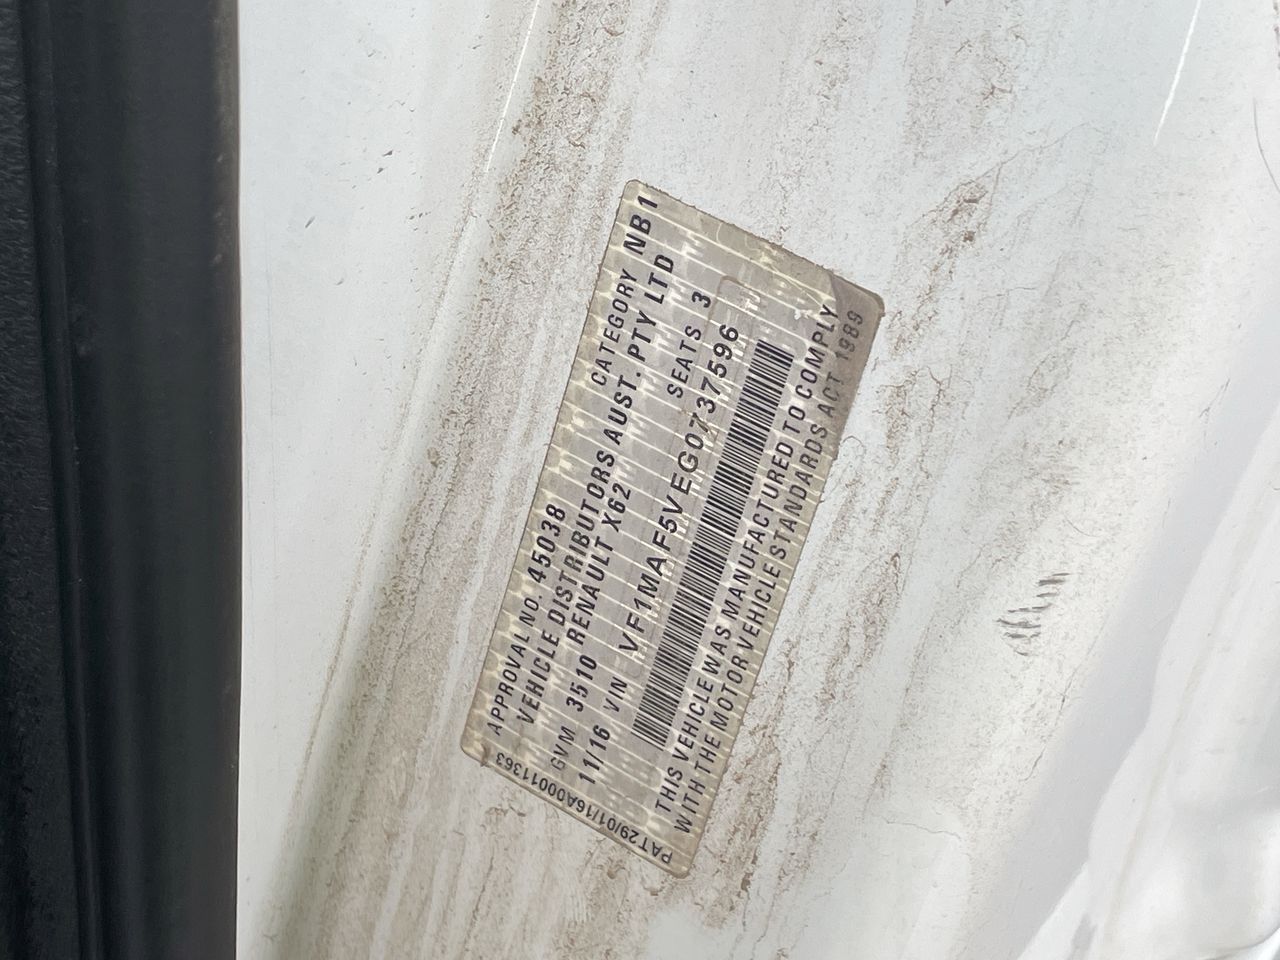 APPROVAL NO. 45038 CATEGORY NB1
VEHICLE DISTRIBUTORS AUST. PTY LTD
GVM 3510 RENAULT X62 SEATS 3
11/16 VIN VF1MAF5VEG0737596
THIS VEHICLE WAS MANUFACTURED TO COMPLY
WITH THE MOTOR VEHICLE STANDARDS ACT 1989
PAT29/01/16A00011363